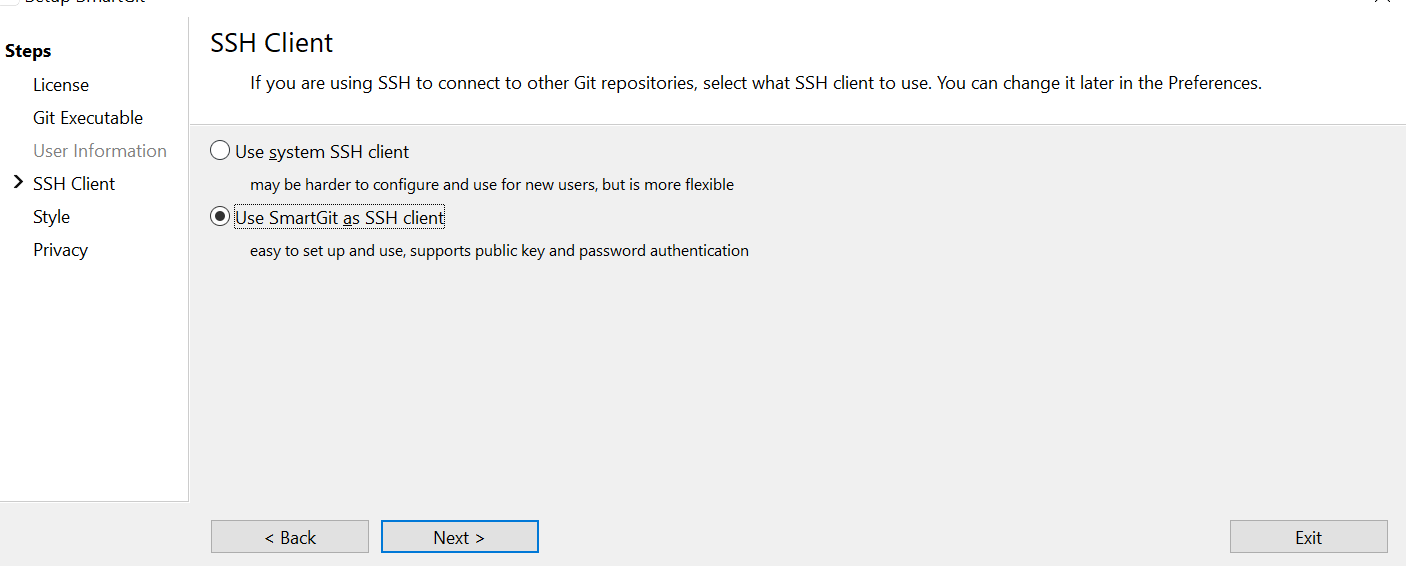 Setup SmartGit
Steps
License
Git Executable
User Information
SSH Client
Style
Privacy
SSH Client
If you are using SSH to connect to other Git repositories, select what SSH client to use. You can change it later in the Preferences.
Use system SSH client
may be harder to configure and use for new users, but is more flexible
Use SmartGit as SSH client
easy to set up and use, supports public key and password authentication
< Back
Next >
Exit